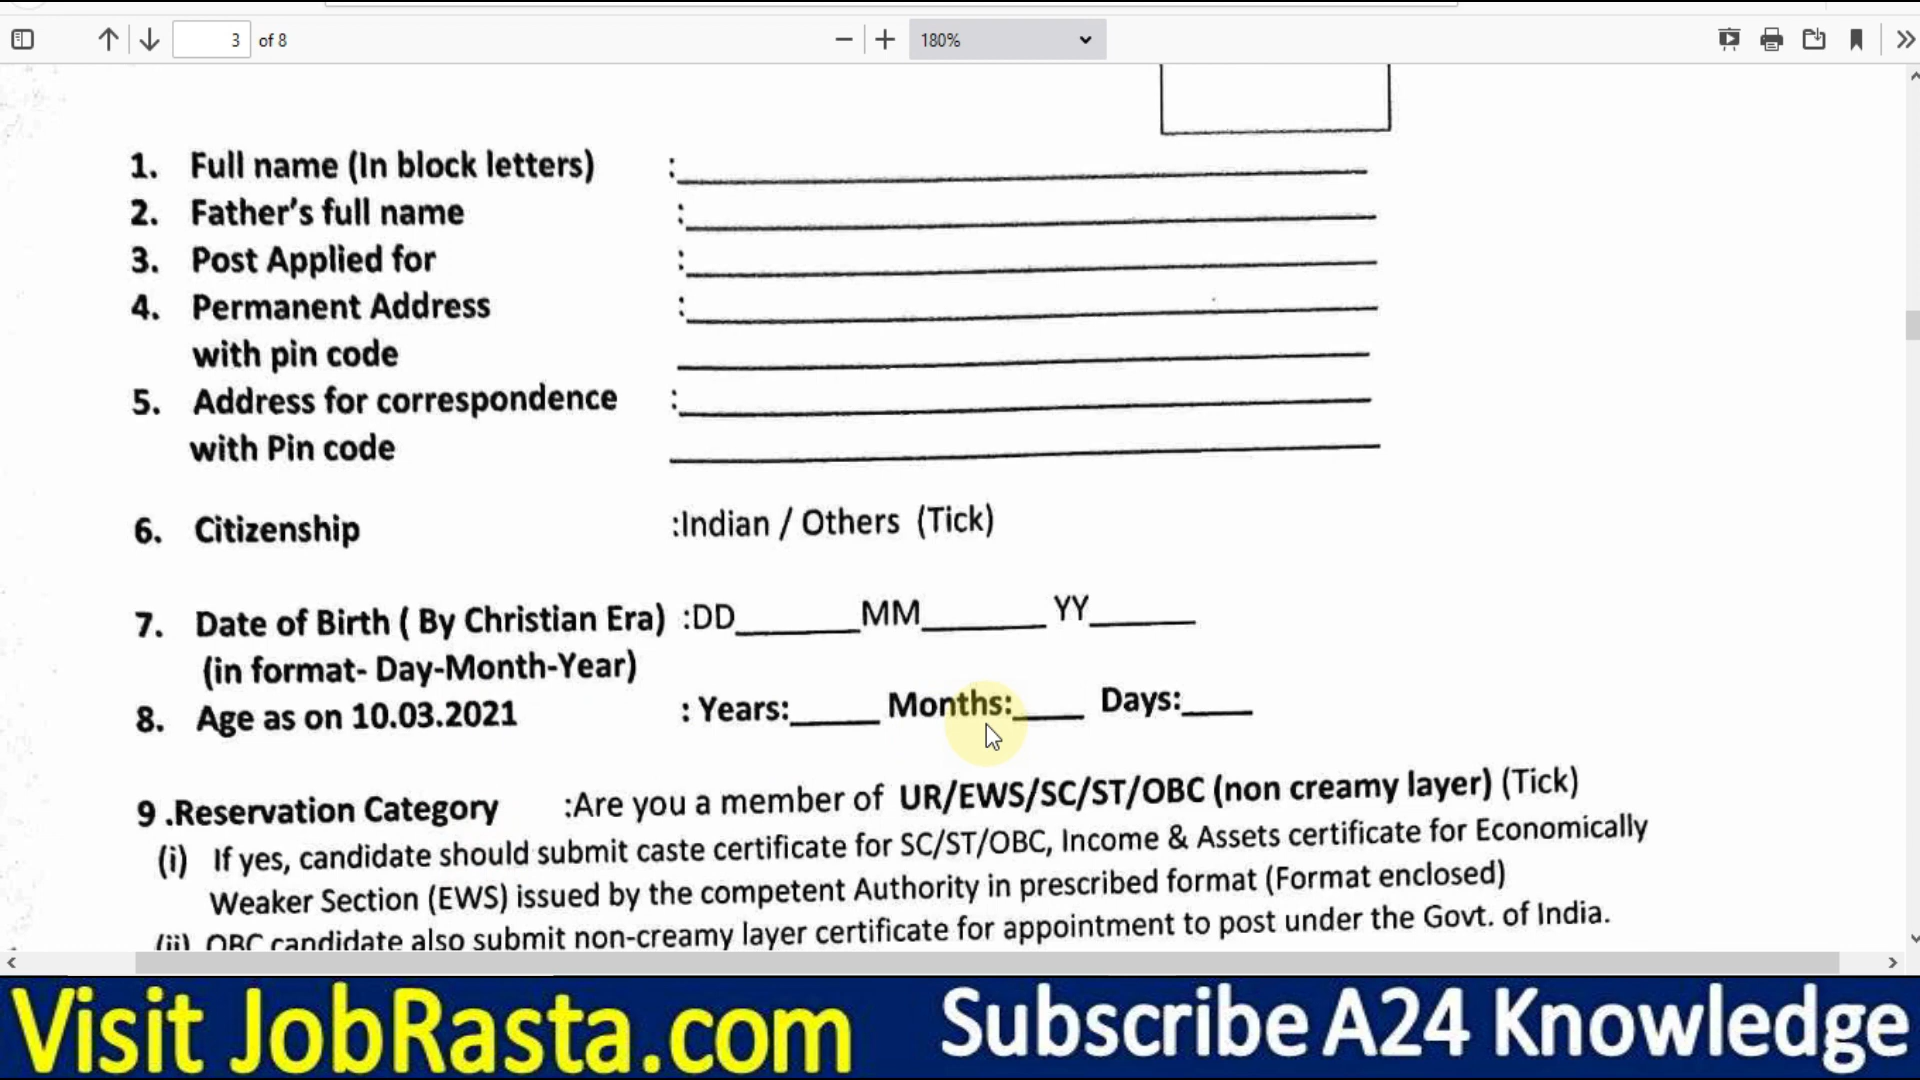 3 of 8
180%
1. Full name (In block letters) :
2. Father's full name :
3. Post Applied for :
4. Permanent Address :
with pin code
5. Address for correspondence :
with Pin code
6. Citizenship :Indian / Others (Tick)
7. Date of Birth ( By Christian Era) :DD______MM______YY______
(in format- Day-Month-Year)
8. Age as on 10.03.2021 : Years:_____ Months:____ Days:____
9 .Reservation Category :Are you a member of UR/EWS/SC/ST/OBC (non creamy layer) (Tick)
(i) If yes, candidate should submit caste certificate for SC/ST/OBC, Income & Assets certificate for Economically
Weaker Section (EWS) issued by the competent Authority in prescribed format (Format enclosed)
(ii) OBC candidate also submit non-creamy layer certificate for appointment to post under the Govt. of India.
Visit JobRasta.com Subscribe A24 Knowledge